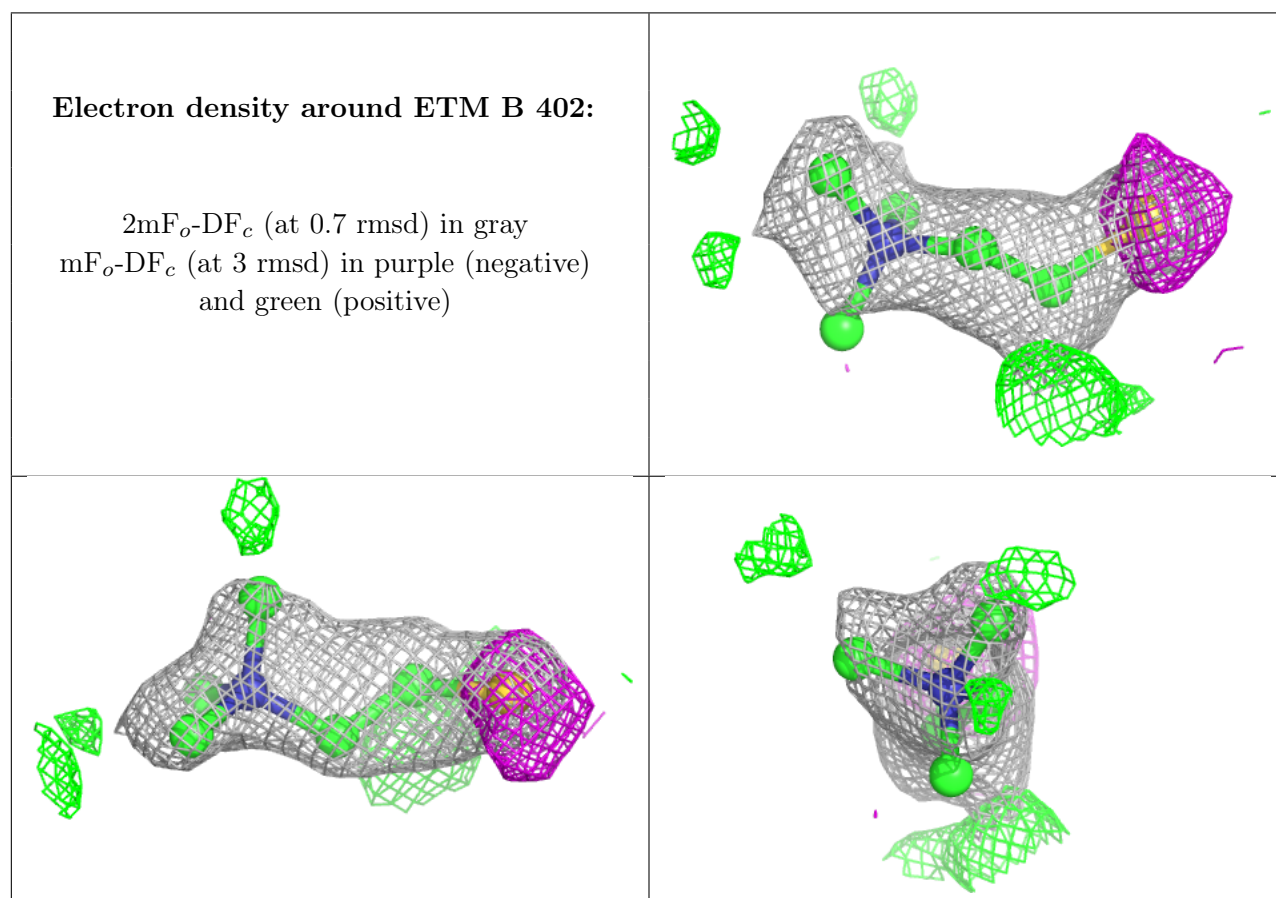 Electron density around ETM B 402:
2mFo-DFc (at 0.7 rmsd) in gray
mFo-DFc (at 3 rmsd) in purple (negative)
and green (positive)